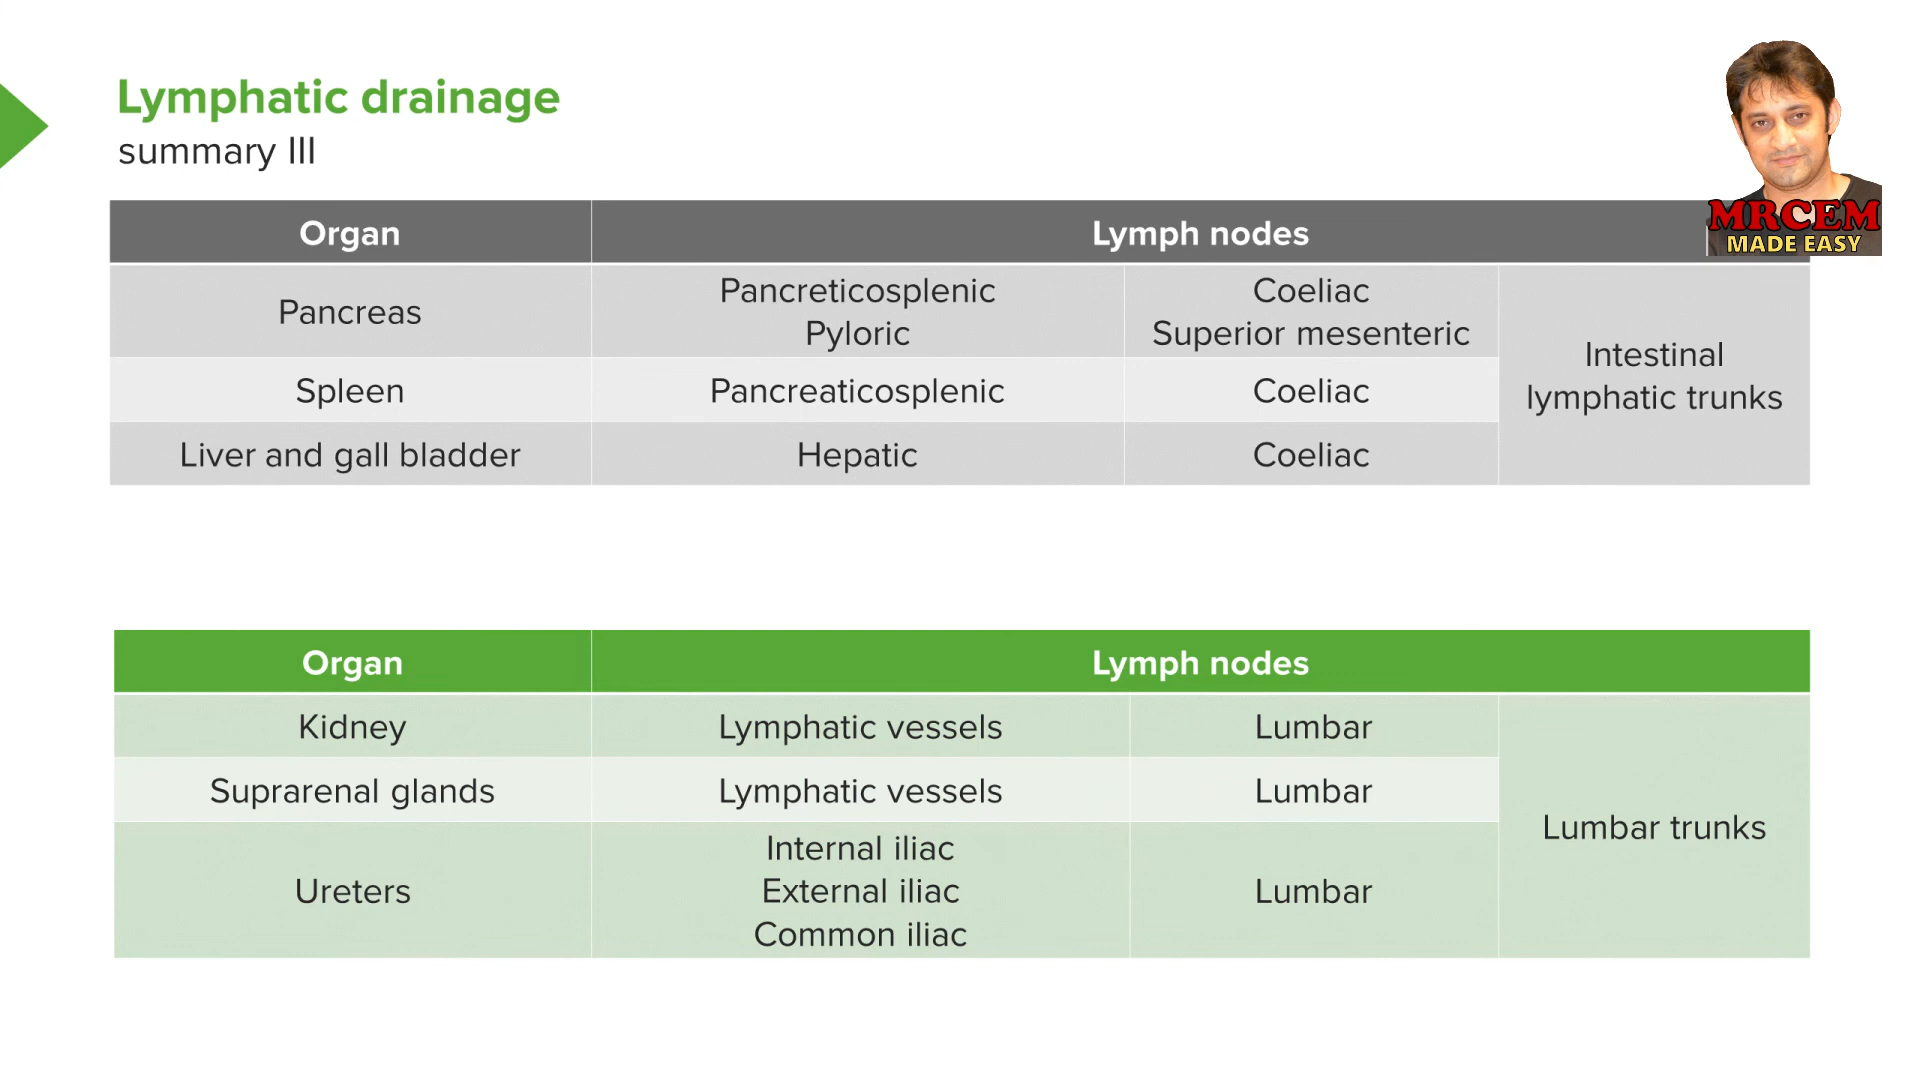 Lymphatic drainage
summary III
MRCEM
MADE EASY
Organ
Lymph nodes
Pancreas
Pancreticosplenic
Pyloric
Coeliac
Superior mesenteric
Intestinal
lymphatic trunks
Spleen
Pancreaticosplenic
Coeliac
Liver and gall bladder
Hepatic
Coeliac
Organ
Lymph nodes
Kidney
Lymphatic vessels
Lumbar
Lumbar trunks
Suprarenal glands
Lymphatic vessels
Lumbar
Ureters
Internal iliac
External iliac
Common iliac
Lumbar